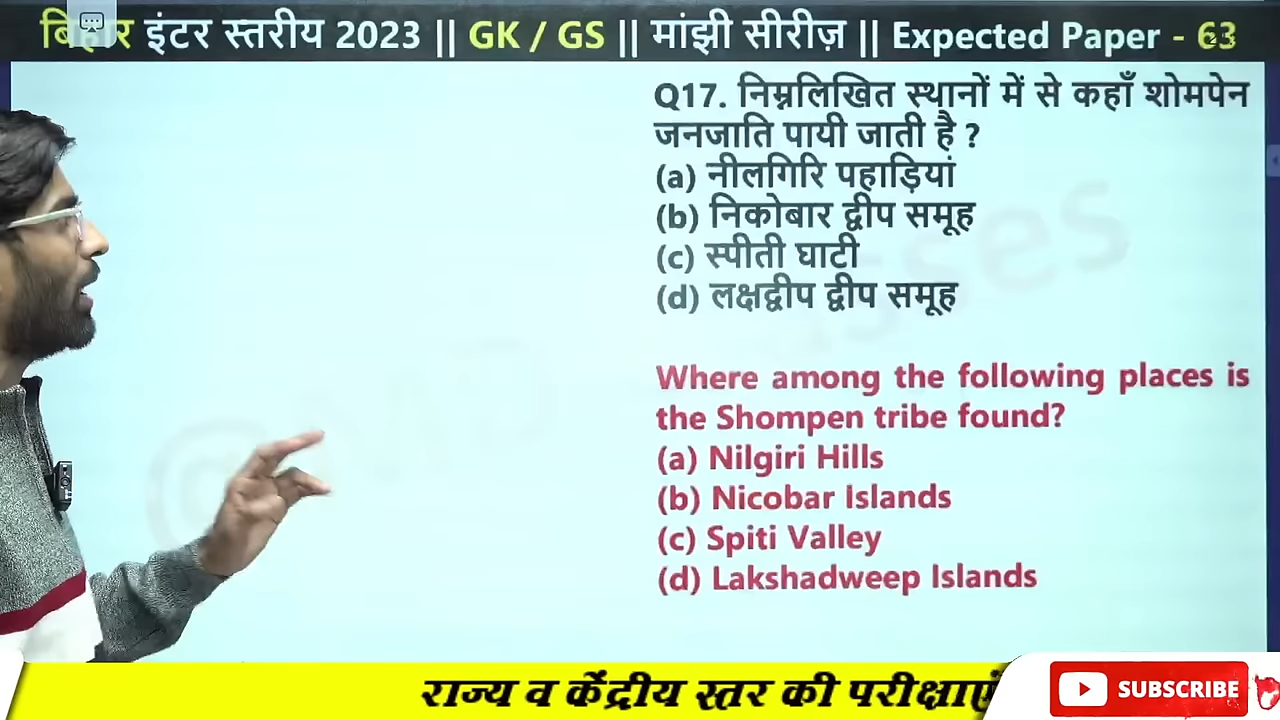 बिहार इंटर स्तरीय 2023 || GK / GS || मांझी सीरीज़ || Expected Paper - 63
Q17. निम्नलिखित स्थानों में से कहाँ शोमपेन
जनजाति पायी जाती है ?
(a) नीलगिरि पहाड़ियां
(b) निकोबार द्वीप समूह
(c) स्पीती घाटी
(d) लक्षद्वीप द्वीप समूह
Where among the following places is
the Shompen tribe found?
(a) Nilgiri Hills
(b) Nicobar Islands
(c) Spiti Valley
(d) Lakshadweep Islands
राज्य व केंद्रीय स्तर की परीक्षाएं
SUBSCRIBE